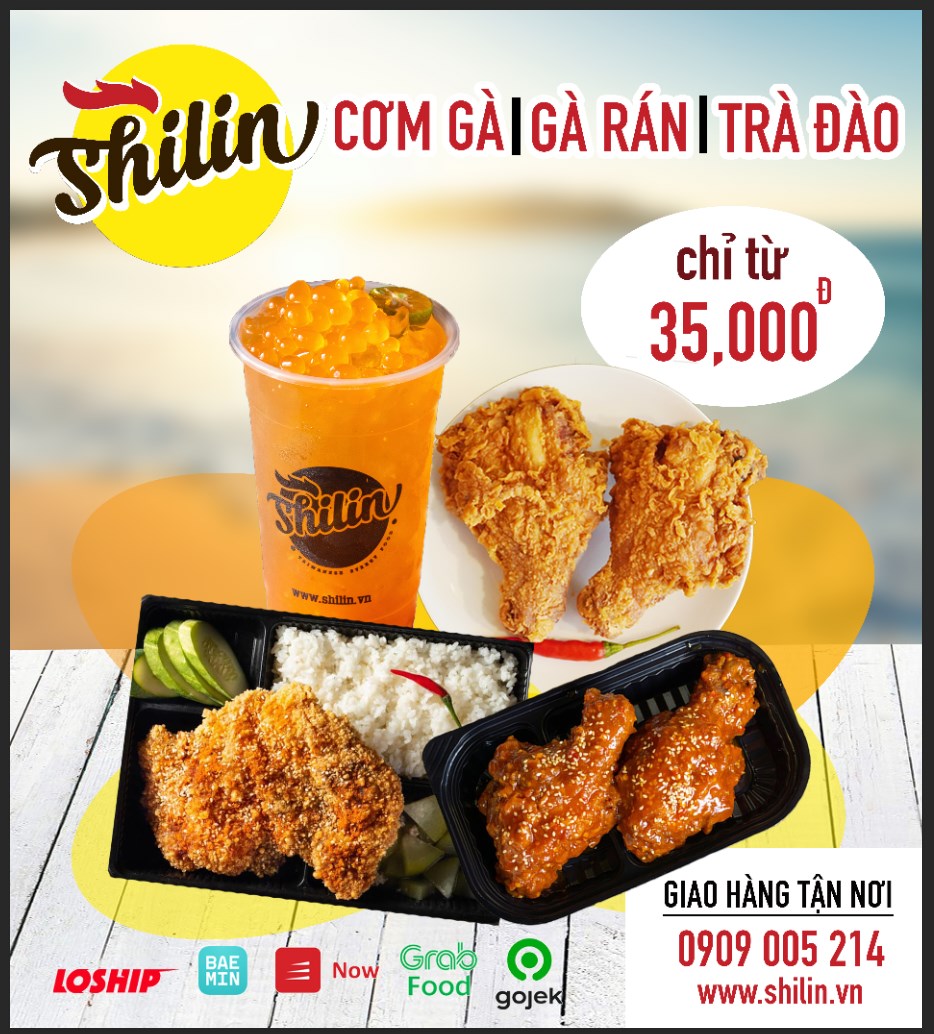 Shilin
CƠM GÀ | GÀ RÁN | TRÀ ĐÀO
chỉ từ
35,000Đ
Shilin
www.shilin.vn
GIAO HÀNG TẬN NƠI
0909 005 214
www.shilin.vn
LOSHIP
BAE
MIN
Now
Grab
Food
gojek